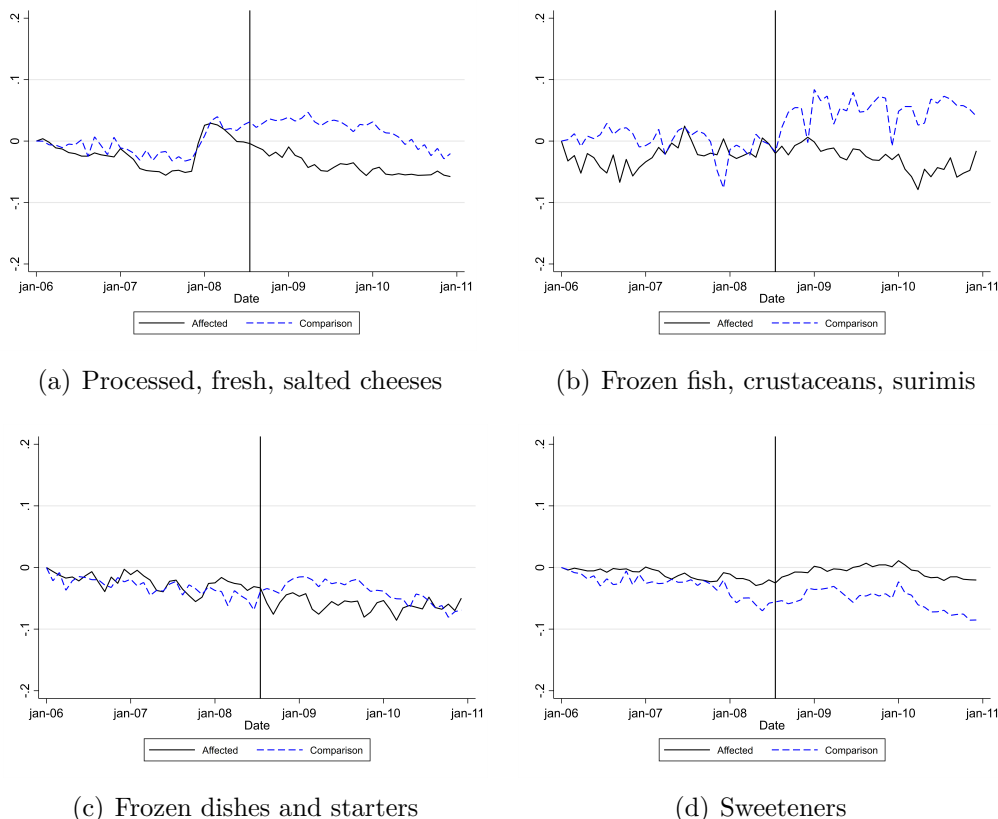 .2
.1
0
-.1
-.2
jan-06 jan-07 jan-08 jan-09 jan-10 jan-11
Date
Affected Comparison
(a) Processed, fresh, salted cheeses
.2
.1
0
-.1
-.2
jan-06 jan-07 jan-08 jan-09 jan-10 jan-11
Date
Affected Comparison
(b) Frozen fish, crustaceans, surimis
.2
.1
0
-.1
-.2
jan-06 jan-07 jan-08 jan-09 jan-10 jan-11
Date
Affected Comparison
(c) Frozen dishes and starters
.2
.1
0
-.1
-.2
jan-06 jan-07 jan-08 jan-09 jan-10 jan-11
Date
Affected Comparison
(d) Sweeteners